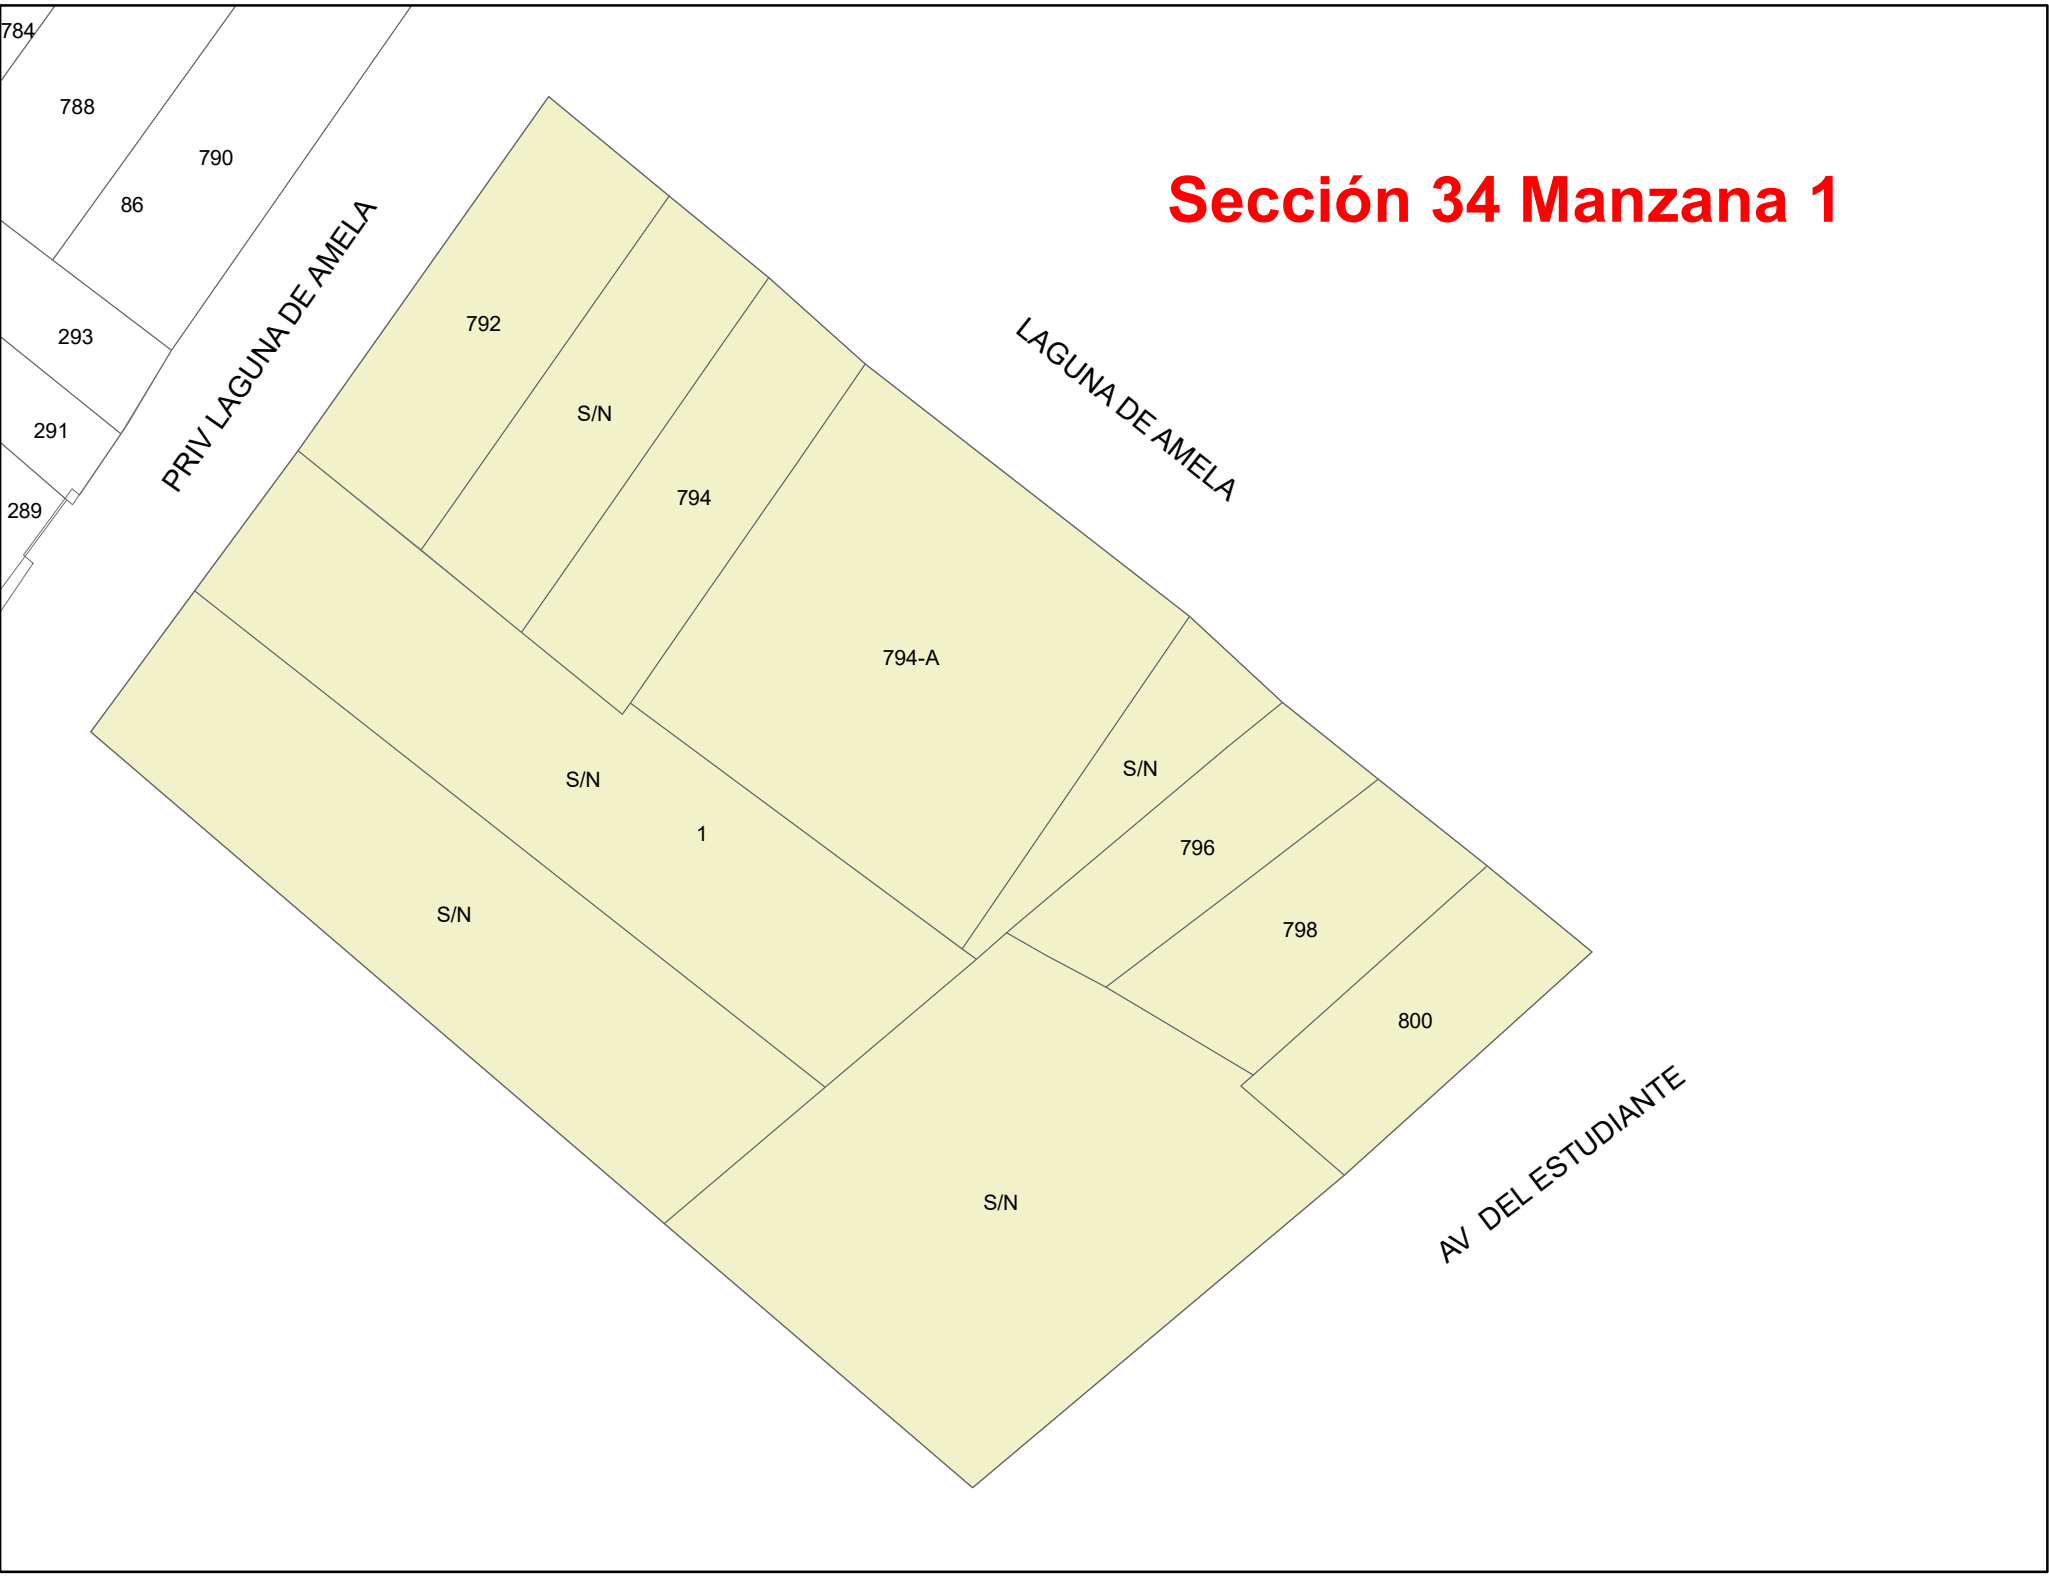 784
788
790
86
Sección 34 Manzana 1
293
792
PRIV LAGUNA DE AMELA
LAGUNA DE AMELA
S/N
291
794
289
794-A
S/N
S/N
1
796
S/N
798
800
AV DEL ESTUDIANTE
S/N